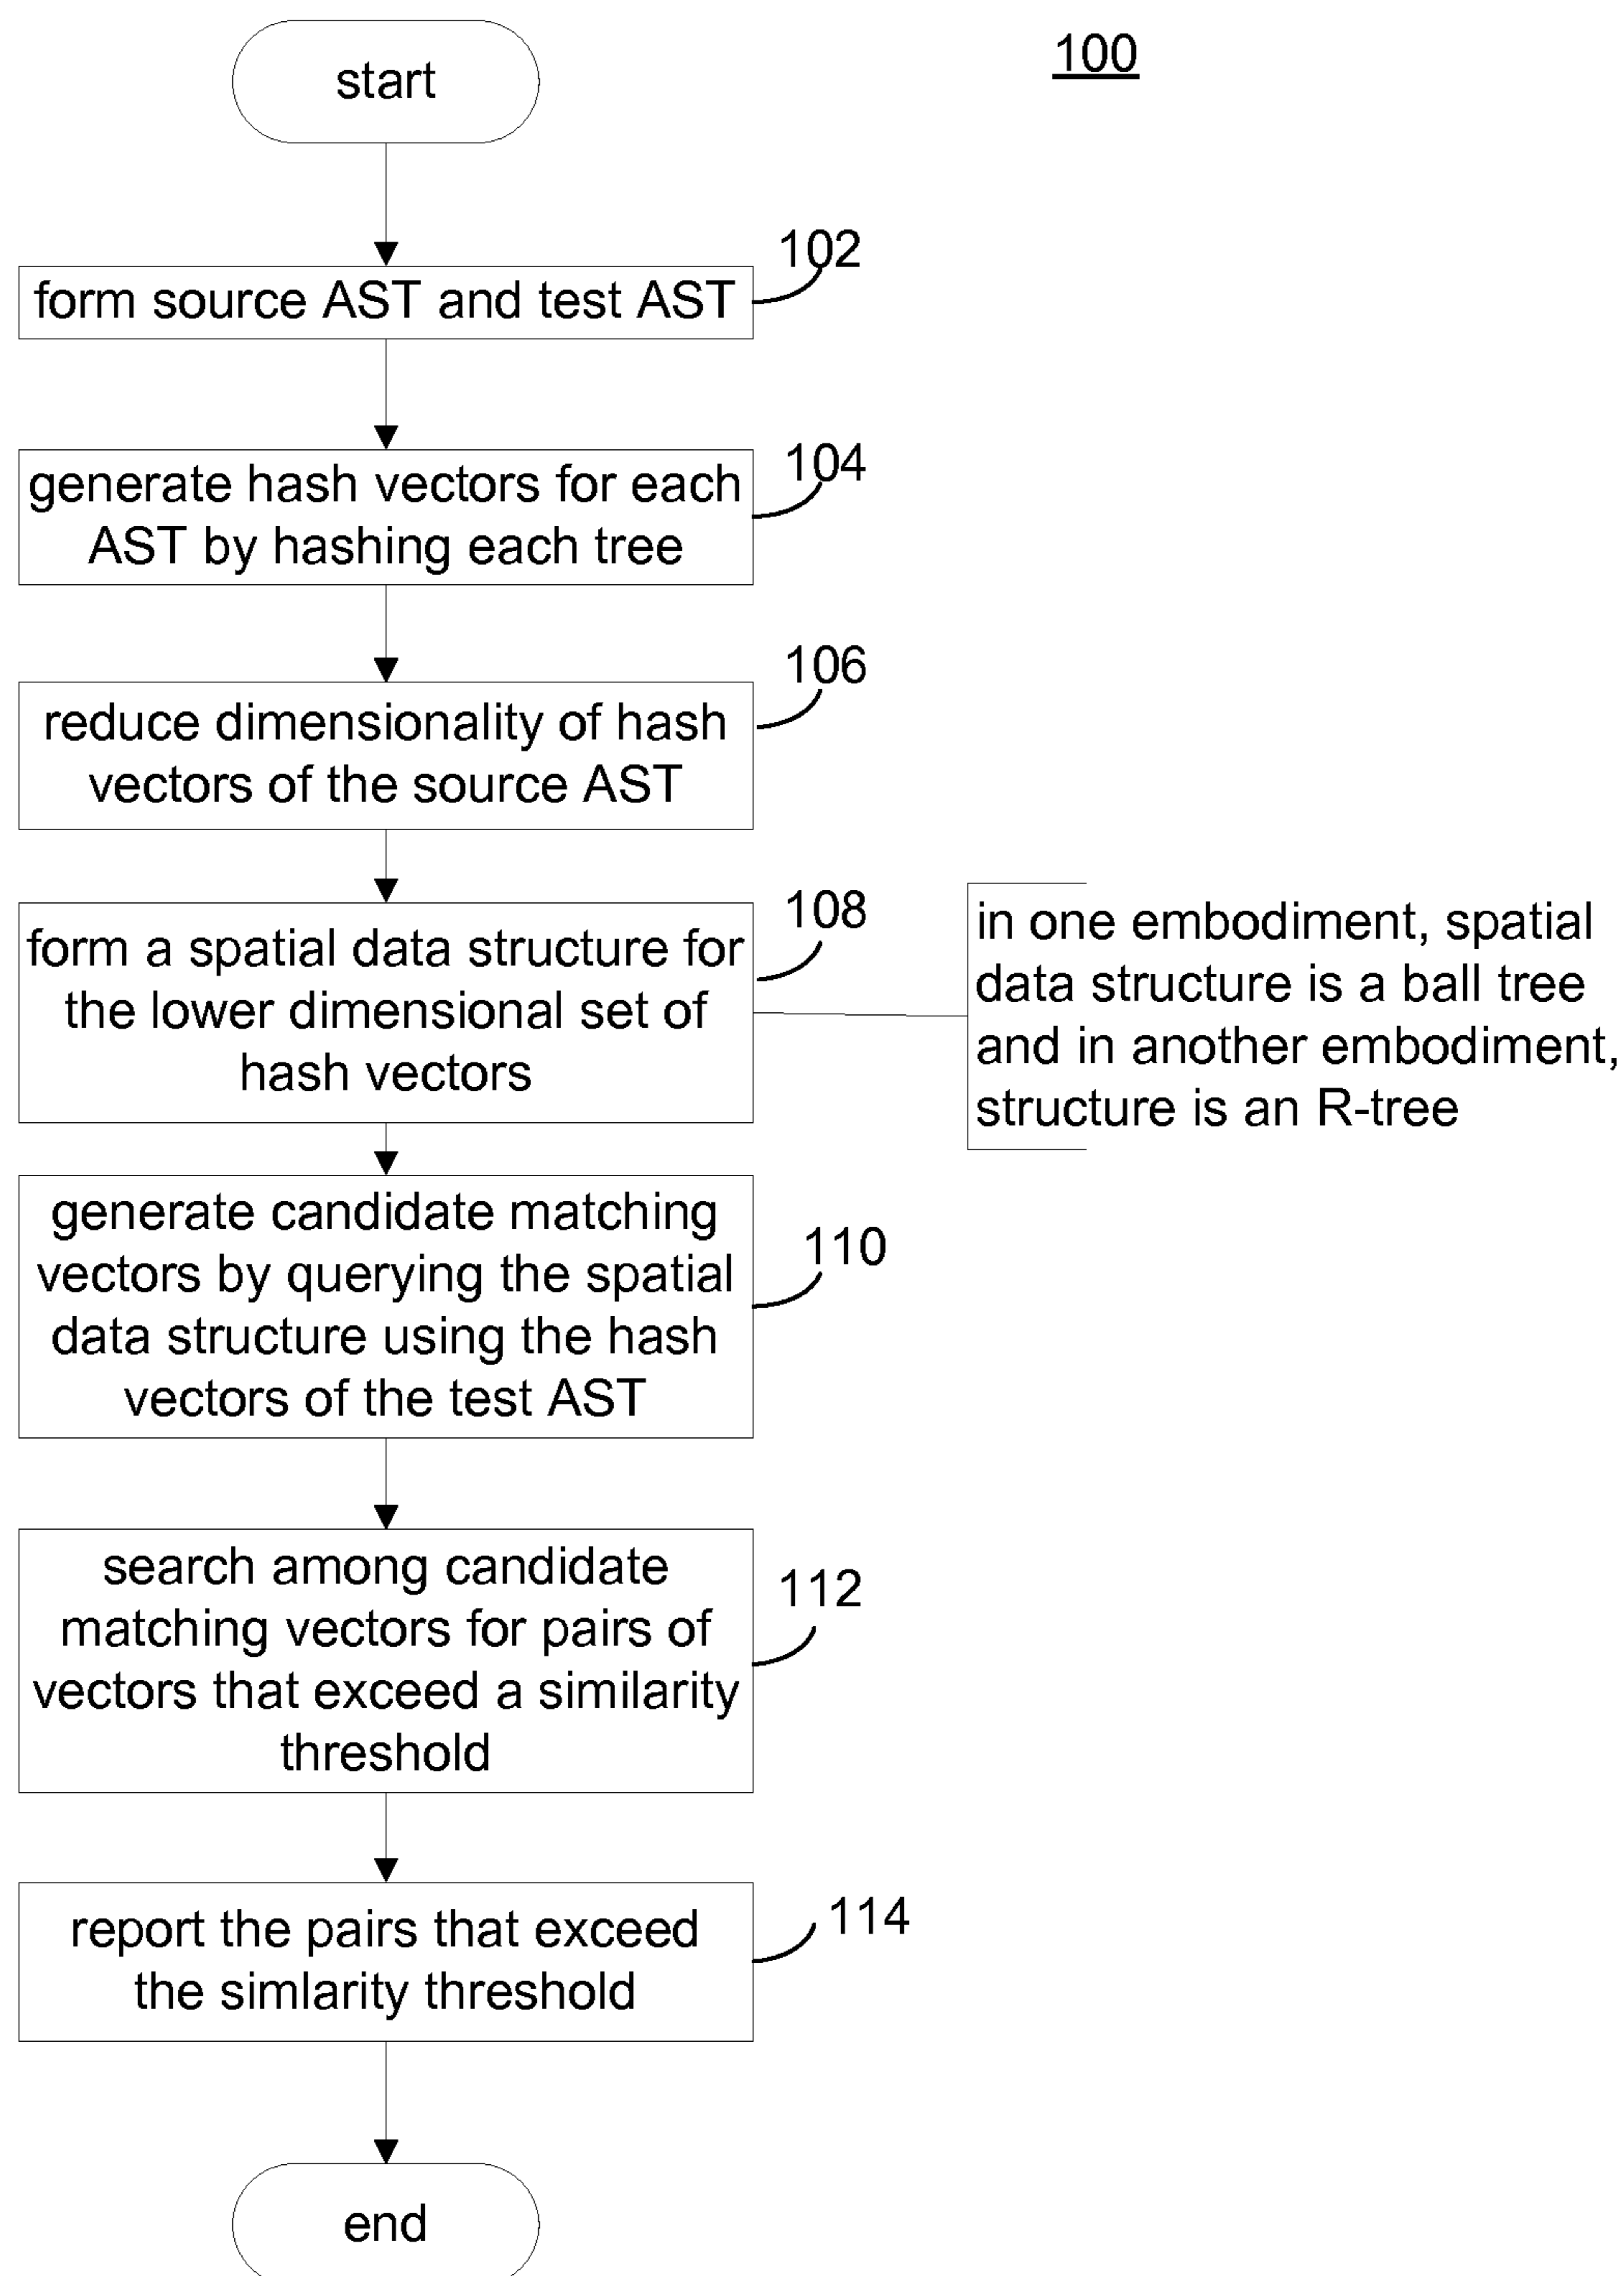 100
start
102
form source AST and test AST
104
generate hash vectors for each
AST by hashing each tree
106
reduce dimensionality of hash
vectors of the source AST
108
form a spatial data structure for
the lower dimensional set of
hash vectors
in one embodiment, spatial
data structure is a ball tree
and in another embodiment,
structure is an R-tree
110
generate candidate matching
vectors by querying the spatial
data structure using the hash
vectors of the test AST
112
search among candidate
matching vectors for pairs of
vectors that exceed a similarity
threshold
114
report the pairs that exceed
the simlarity threshold
end